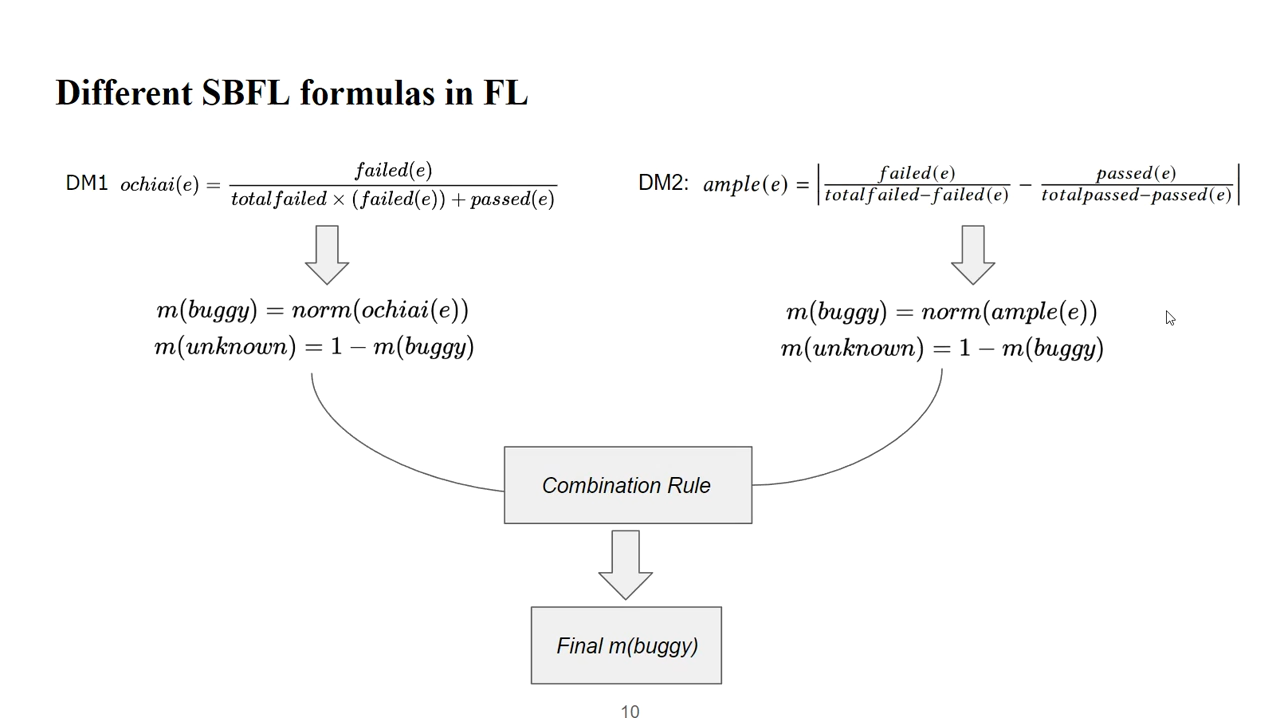 Different SBFL formulas in FL
DM1 ochiai(e) = failed(e) / totalfailed × (failed(e)) + passed(e)
DM2: ample(e) = | failed(e) / totalfailed−failed(e) − passed(e) / totalpassed−passed(e) |
m(buggy) = norm(ochiai(e))
m(unknown) = 1 − m(buggy)
m(buggy) = norm(ample(e))
m(unknown) = 1 − m(buggy)
Combination Rule
Final m(buggy)
10